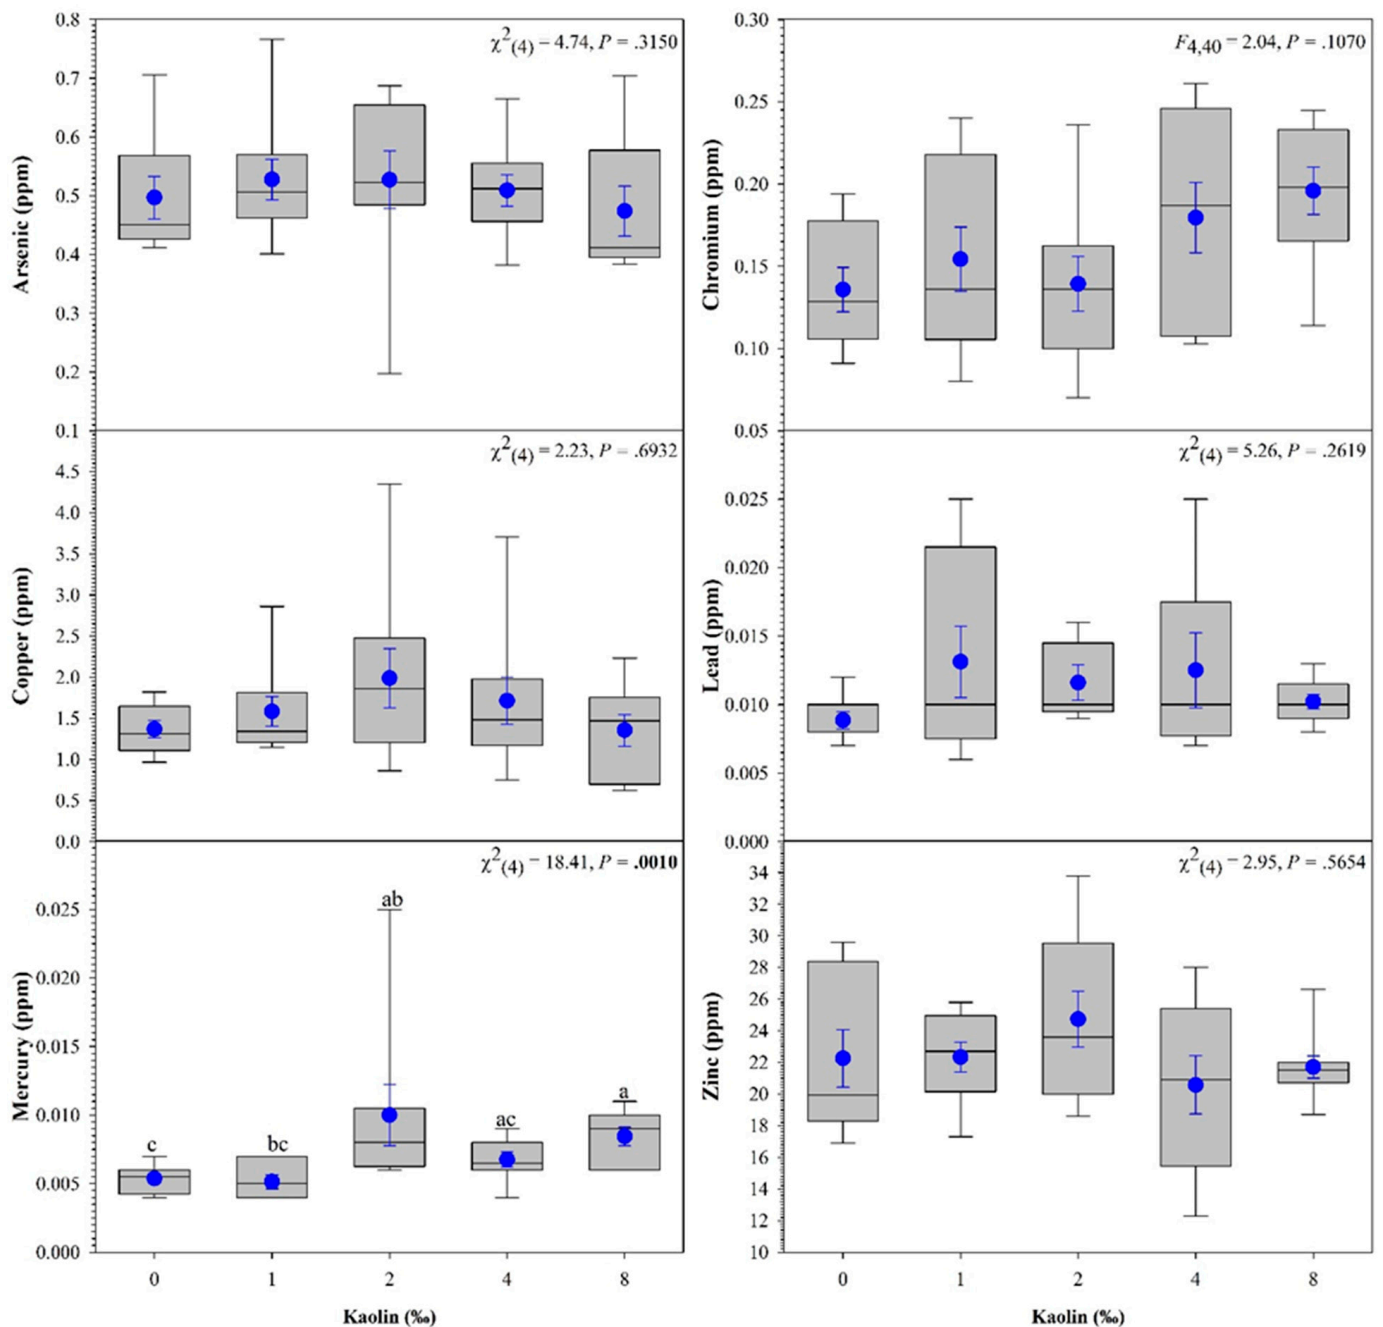 0.8
0.7
0.6
0.5
0.4
0.3
0.2
0.1
Arsenic (ppm)
χ2(4) = 4.74, P = .3150
0.30
0.25
0.20
0.15
0.10
0.05
Chromium (ppm)
F4,40 = 2.04, P = .1070
4.5
4.0
3.5
3.0
2.5
2.0
1.5
1.0
0.5
0.0
Copper (ppm)
χ2(4) = 2.23, P = .6932
0.025
0.020
0.015
0.010
0.005
0.000
Lead (ppm)
χ2(4) = 5.26, P = .2619
0.025
0.020
0.015
0.010
0.005
0.000
Mercury (ppm)
χ2(4) = 18.41, P = .0010
c
bc
ab
ac
a
0 1 2 4 8
Kaolin (‰)
34
32
30
28
26
24
22
20
18
16
14
12
10
Zinc (ppm)
χ2(4) = 2.95, P = .5654
0 1 2 4 8
Kaolin (‰)